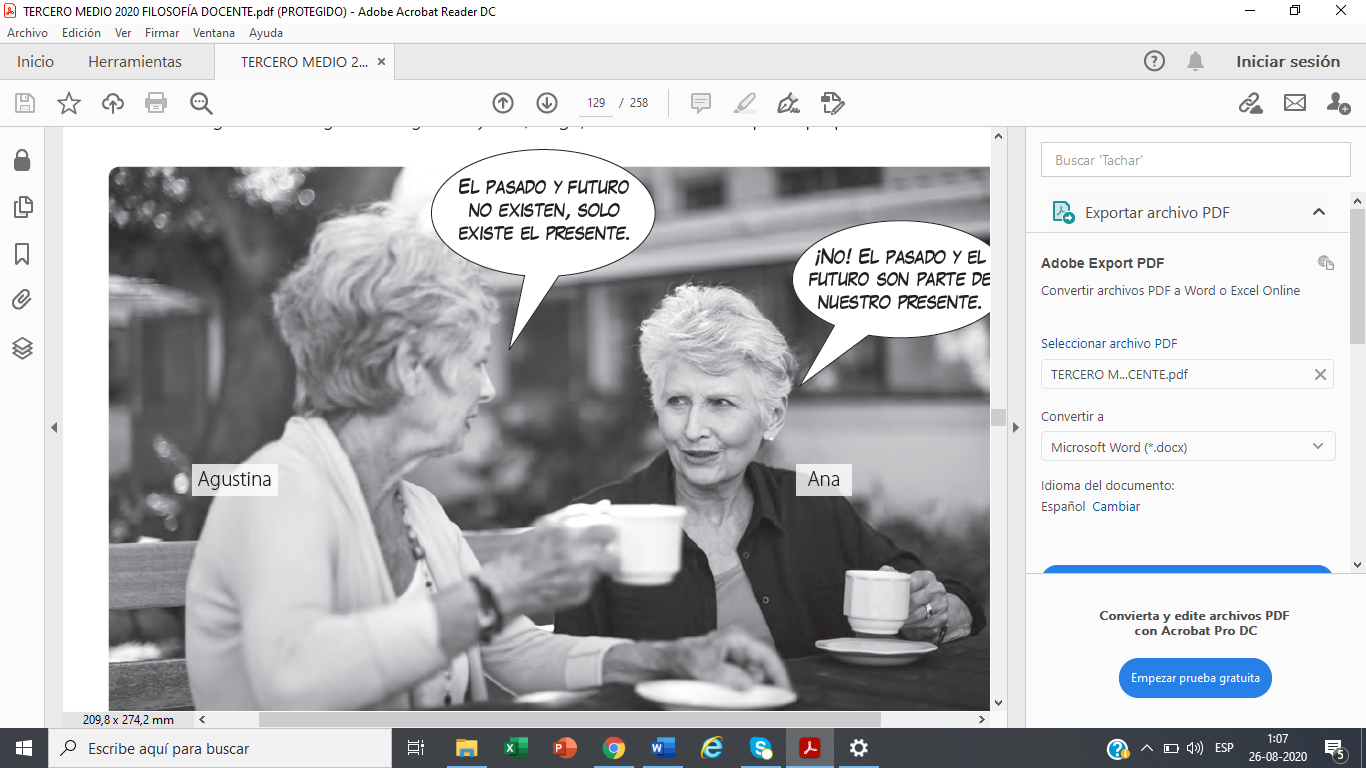 TERCERO MEDIO 2020 FILOSOFÍA DOCENTE.pdf (PROTEGIDO) - Adobe Acrobat Reader DC
Archivo Edición Ver Firmar Ventana Ayuda
Inicio Herramientas TERCERO MEDIO 2... × Iniciar sesión
129 / 258
EL PASADO Y FUTURO
NO EXISTEN, SOLO
EXISTE EL PRESENTE.
¡NO! EL PASADO Y EL
FUTURO SON PARTE DE
NUESTRO PRESENTE.
Agustina
Ana
Buscar 'Tachar'
Exportar archivo PDF
Adobe Export PDF
Convertir archivos PDF a Word o Excel Online
Seleccionar archivo PDF
TERCERO M...CENTE.pdf
Convertir a
Microsoft Word (*.docx)
Idioma del documento:
Español Cambiar
Convierta y edite archivos PDF
con Acrobat Pro DC
Empezar prueba gratuita
209,8 x 274,2 mm
Escribe aquí para buscar
ESP
1:07
26-08-2020
5